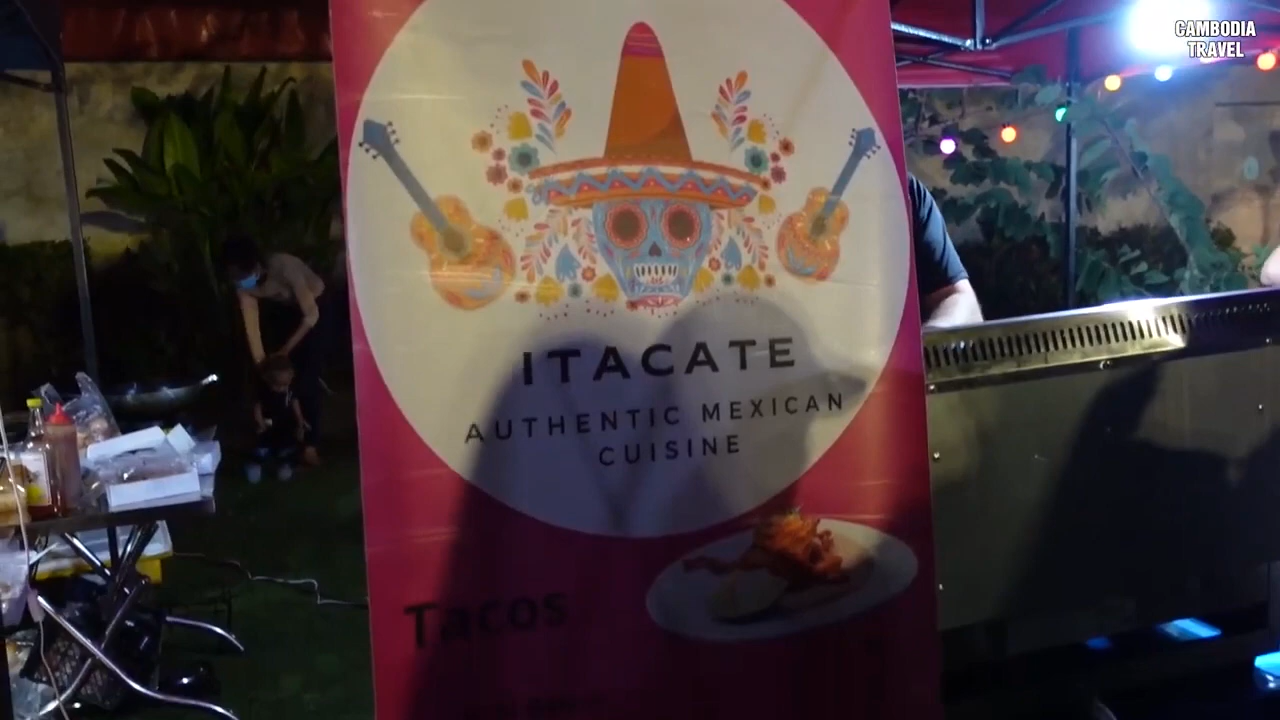 CAMBODIA
TRAVEL
ITACATE
AUTHENTIC MEXICAN
CUISINE
Tacos